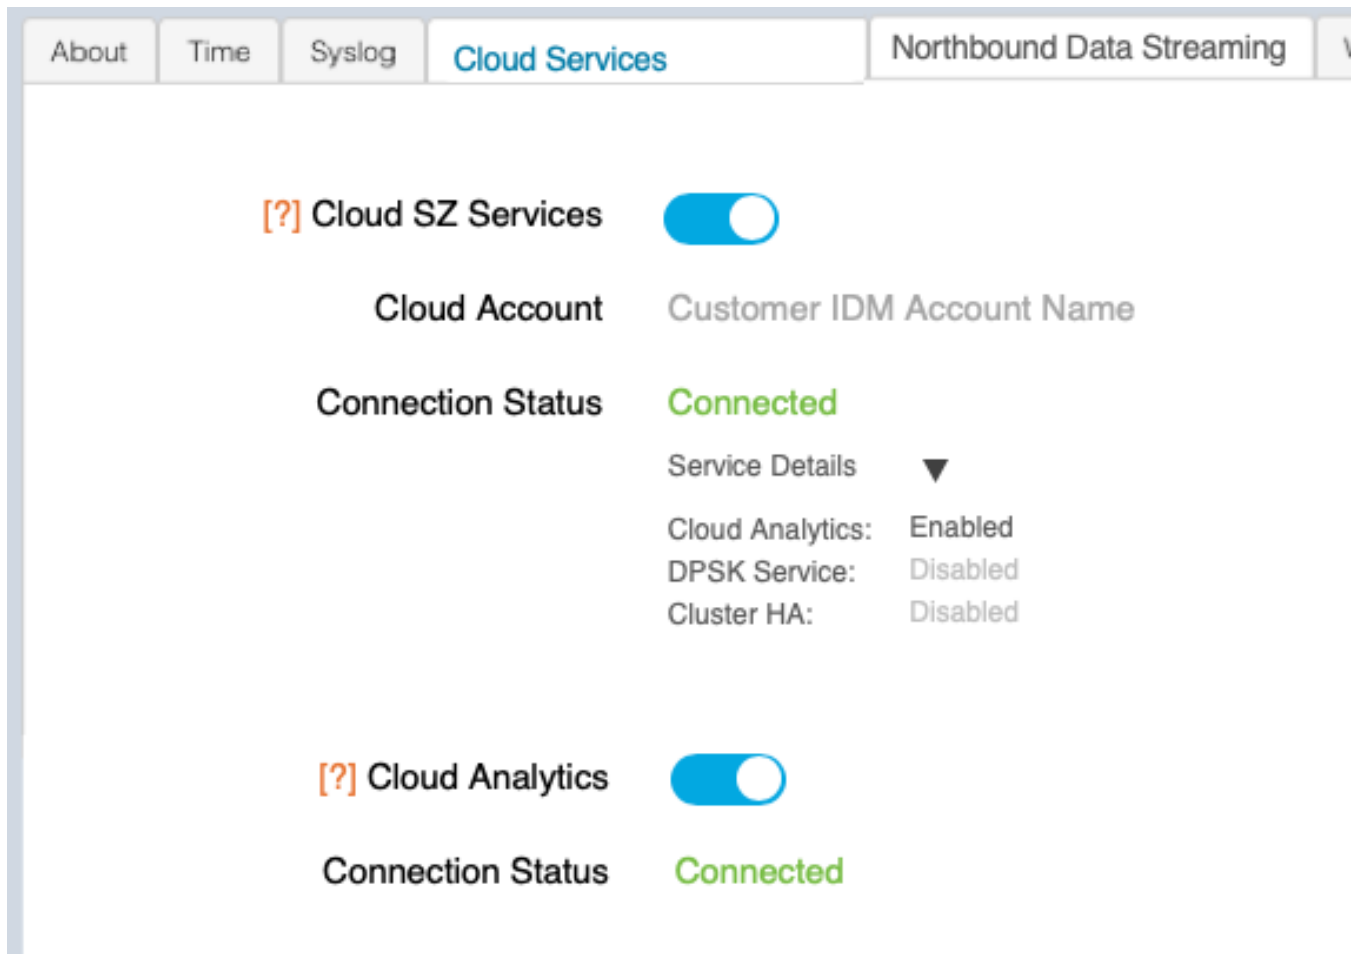 About Time Syslog Cloud Services Northbound Data Streaming
[?] Cloud SZ Services
Cloud Account Customer IDM Account Name
Connection Status Connected
Service Details
Cloud Analytics: Enabled
DPSK Service: Disabled
Cluster HA: Disabled
[?] Cloud Analytics
Connection Status Connected